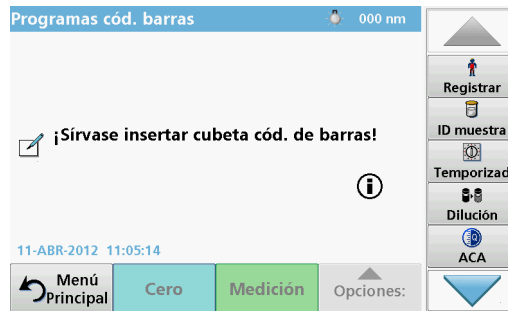 Programas cód. barras
000 nm
¡Sírvase insertar cubeta cód. de barras!
11-ABR-2012 11:05:14
Menú
Principal
Cero
Medición
Opciones:
Registrar
ID muestra
Temporizad
Dilución
ACA